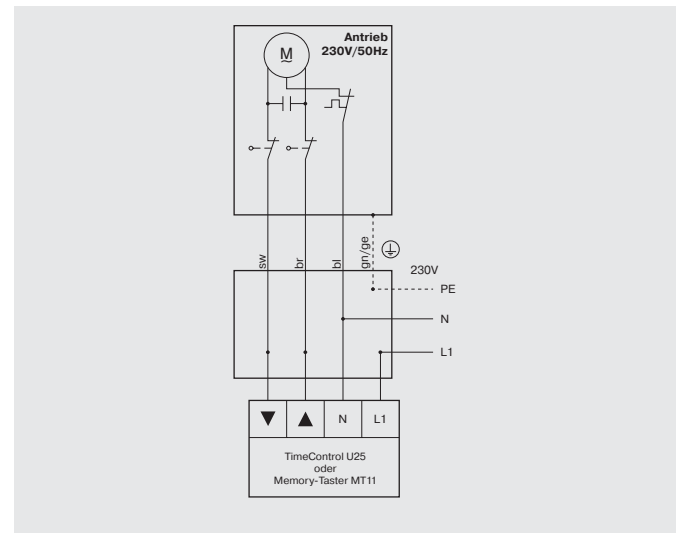 Antrieb
230V/50Hz
M
~
sw
br
bl
gn/ge
230V
PE
N
L1
▼ ▲ N L1
TimeControl U25
oder
Memory-Taster MT11